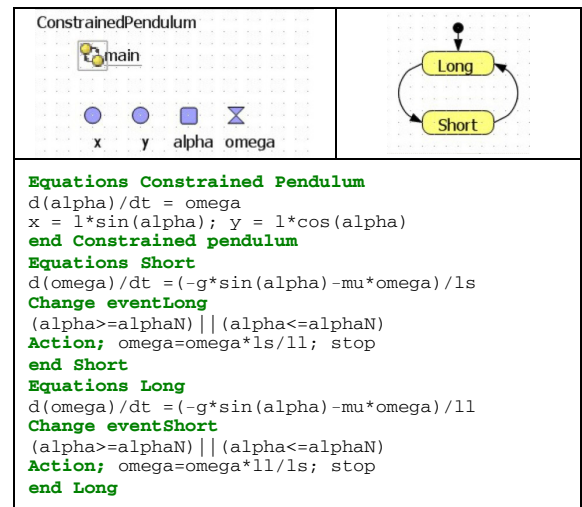 ConstrainedPendulum
main
x y alpha omega
Long
Short
Equations Constrained Pendulum
d(alpha)/dt = omega
x = l*sin(alpha); y = l*cos(alpha)
end Constrained pendulum
Equations Short
d(omega)/dt =(-g*sin(alpha)-mu*omega)/ls
Change eventLong
(alpha>=alphaN)||(alpha<=alphaN)
Action; omega=omega*ls/ll; stop
end Short
Equations Long
d(omega)/dt =(-g*sin(alpha)-mu*omega)/ll
Change eventShort
(alpha>=alphaN)||(alpha<=alphaN)
Action; omega=omega*ll/ls; stop
end Long